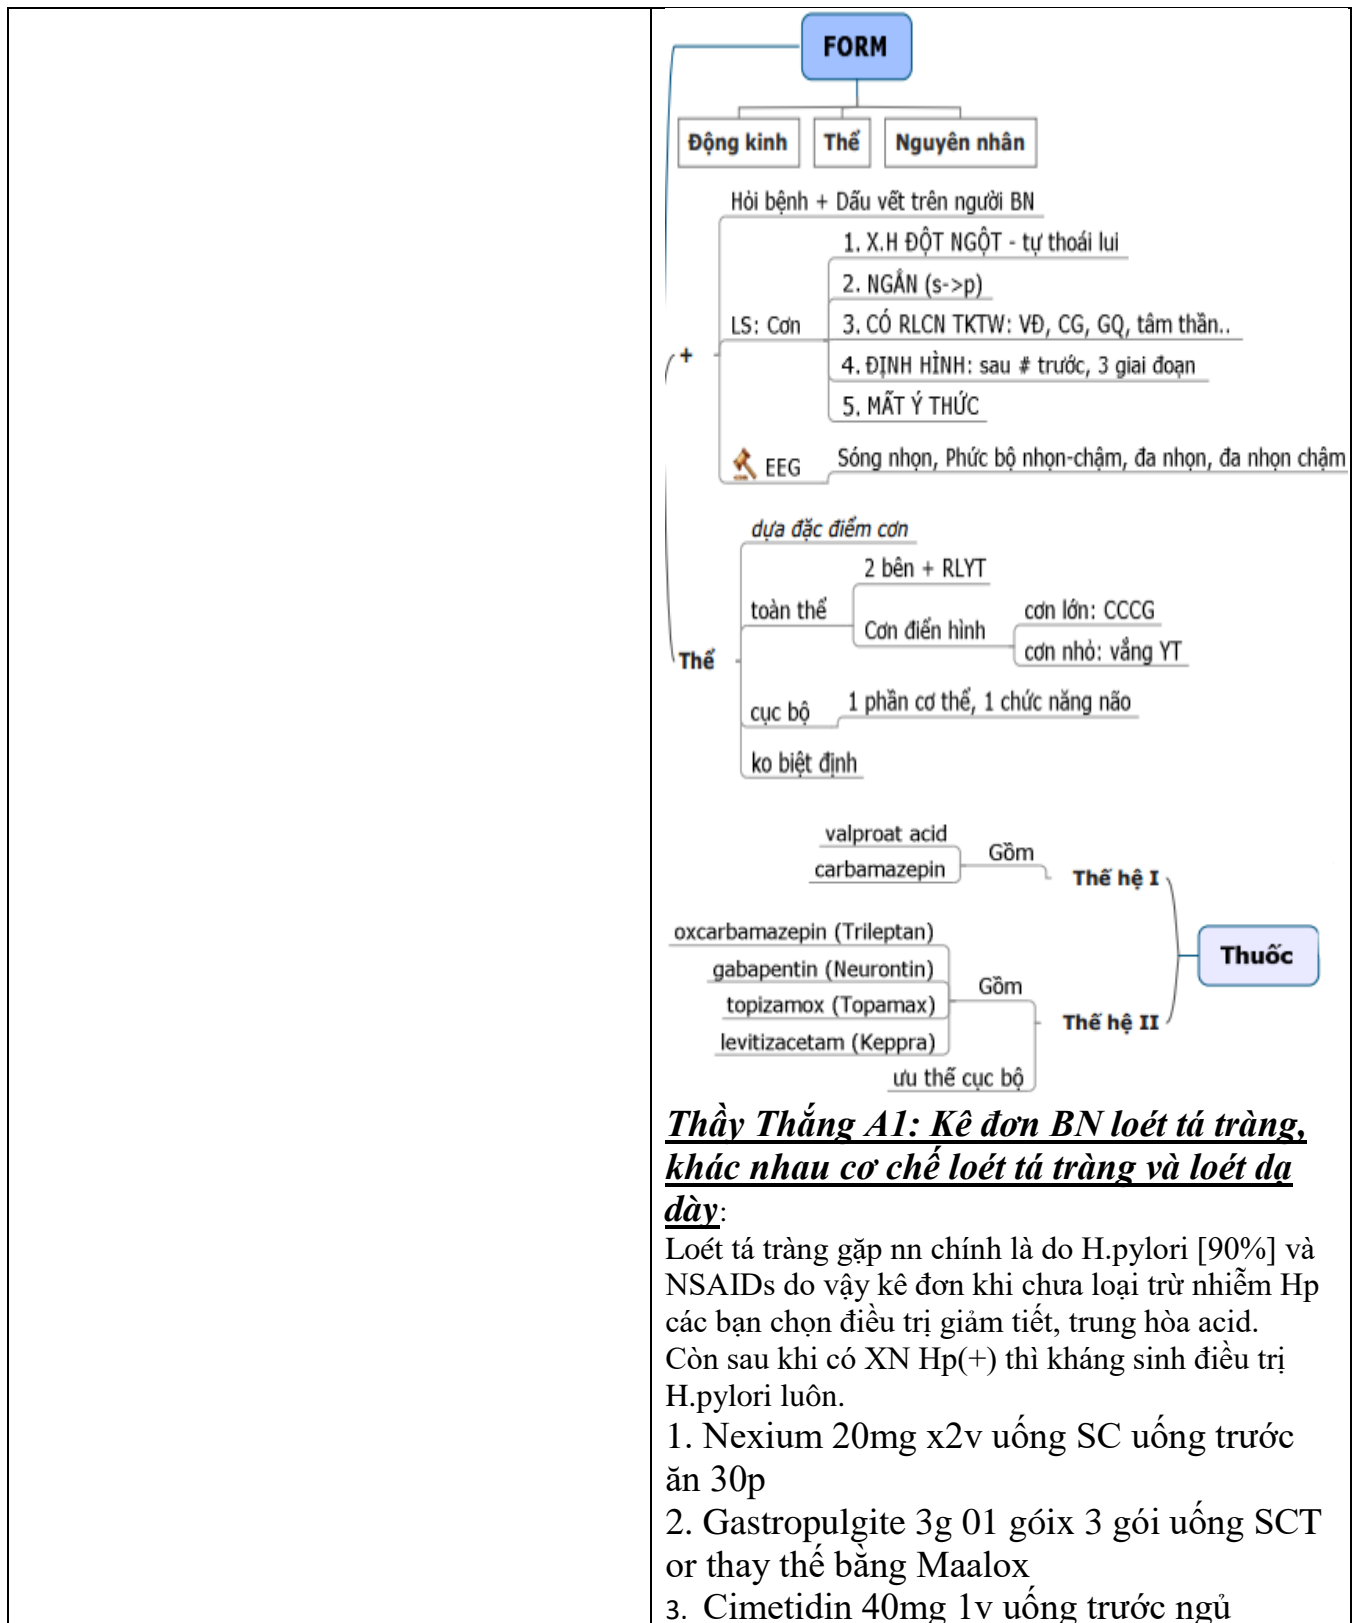 FORM
Động kinh
Thể
Nguyên nhân
Hỏi bệnh + Dấu vết trên người BN
1. X.H ĐỘT NGỘT - tự thoái lui
2. NGẮN (s->p)
LS: Cơn
3. CÓ RLCN TKTW: VĐ, CG, GQ, tâm thần..
+
4. ĐỊNH HÌNH: sau # trước, 3 giai đoạn
5. MẤT Ý THỨC
EEG
Sóng nhọn, Phức bộ nhọn-chậm, đa nhọn, đa nhọn chậm
dựa đặc điểm cơn
2 bên + RLYT
toàn thể
Cơn điển hình
cơn lớn: CCCG
cơn nhỏ: vắng YT
Thể
cục bộ
1 phần cơ thể, 1 chức năng não
ko biệt định
valproat acid
carbamazepin
Gồm
Thế hệ I
oxcarbamazepin (Trileptan)
gabapentin (Neurontin)
topizamox (Topamax)
levitizacetam (Keppra)
Gồm
ưu thế cục bộ
Thế hệ II
Thuốc
Thầy Thắng A1: Kê đơn BN loét tá tràng,
khác nhau cơ chế loét tá tràng và loét dạ
dày:
Loét tá tràng gặp nn chính là do H.pylori [90%] và
NSAIDs do vậy kê đơn khi chưa loại trừ nhiễm Hp
các bạn chọn điều trị giảm tiết, trung hòa acid.
Còn sau khi có XN Hp(+) thì kháng sinh điều trị
H.pylori luôn.
1. Nexium 20mg x2v uống SC uống trước
ăn 30p
2. Gastropulgite 3g 01 góix 3 gói uống SCT
or thay thế bằng Maalox
3. Cimetidin 40mg 1v uống trước ngủ